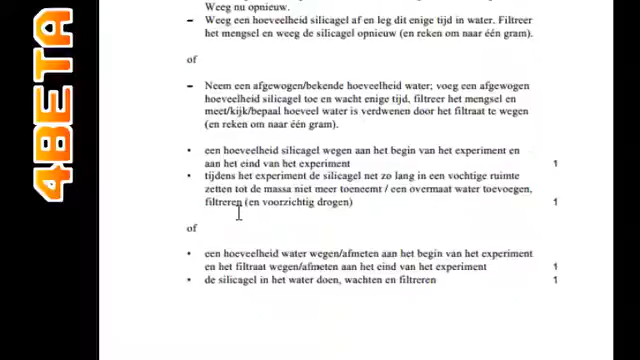 4BETA
Weeg nu opnieuw.
– Weeg een hoeveelheid silicagel af en leg dit enige tijd in water. Filtreer
het mengsel en weeg de silicagel opnieuw (en reken om naar één gram).
of
– Neem een afgewogen/bekende hoeveelheid water; voeg een afgewogen
hoeveelheid silicagel toe en wacht enige tijd, filtreer het mengsel en
meet/kijk/bepaal hoeveel water is verdwenen door het filtraat te wegen
(en reken om naar één gram).
• een hoeveelheid silicagel wegen aan het begin van het experiment en
aan het eind van het experiment 1
• tijdens het experiment de silicagel net zo lang in een vochtige ruimte
zetten tot de massa niet meer toeneemt / een overmaat water toevoegen,
filtreren (en voorzichtig drogen) 1
of
• een hoeveelheid water wegen/afmeten aan het begin van het experiment
en het filtraat wegen/afmeten aan het eind van het experiment 1
• de silicagel in het water doen, wachten en filtreren 1